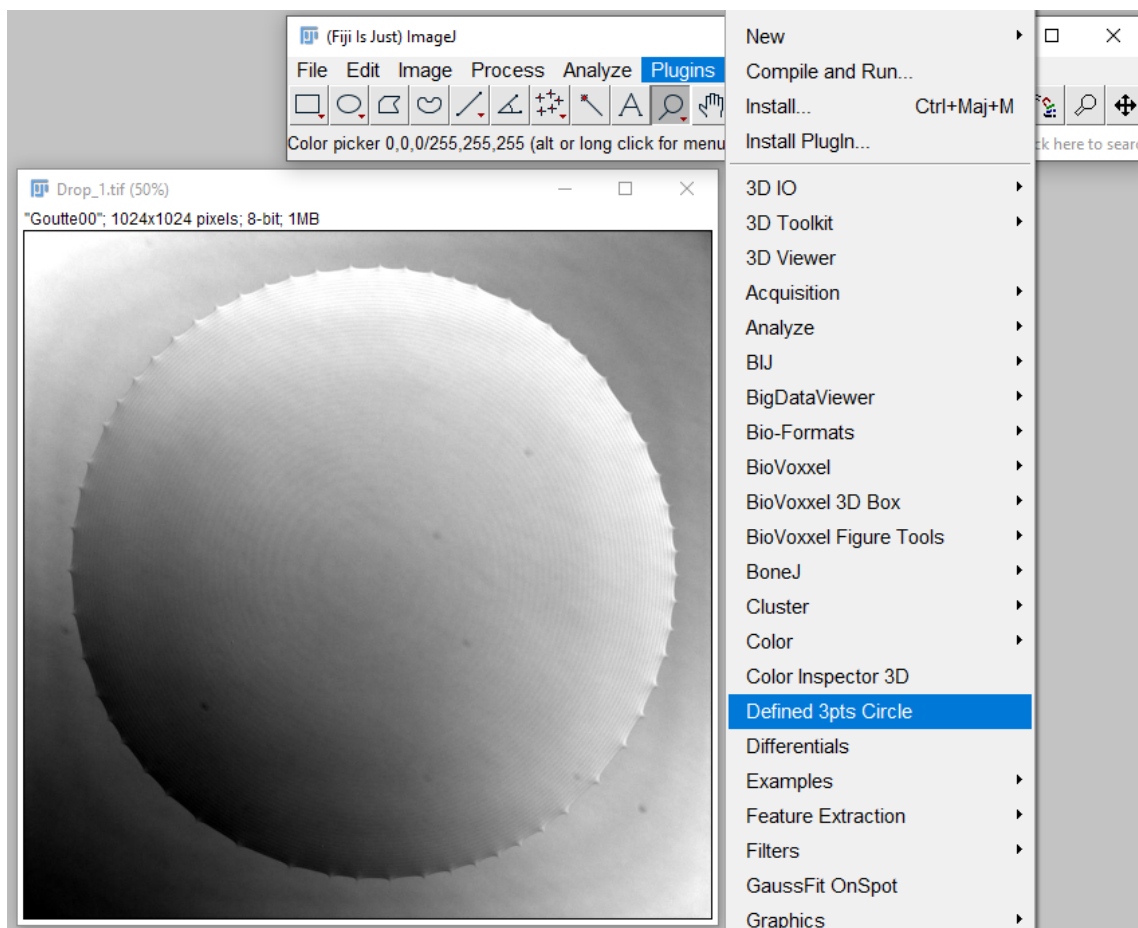 (Fiji Is Just) ImageJ
File Edit Image Process Analyze Plugins
Color picker 0,0,0/255,255,255 (alt or long click for menu
ck here to sear
Drop_1.tif (50%)
"Goutte00"; 1024x1024 pixels; 8-bit; 1MB
New
Compile and Run...
Install... Ctrl+Maj+M
Install PlugIn...
3D IO
3D Toolkit
3D Viewer
Acquisition
Analyze
BIJ
BigDataViewer
Bio-Formats
BioVoxxel
BioVoxxel 3D Box
BioVoxxel Figure Tools
BoneJ
Cluster
Color
Color Inspector 3D
Defined 3pts Circle
Differentials
Examples
Feature Extraction
Filters
GaussFit OnSpot
Graphics